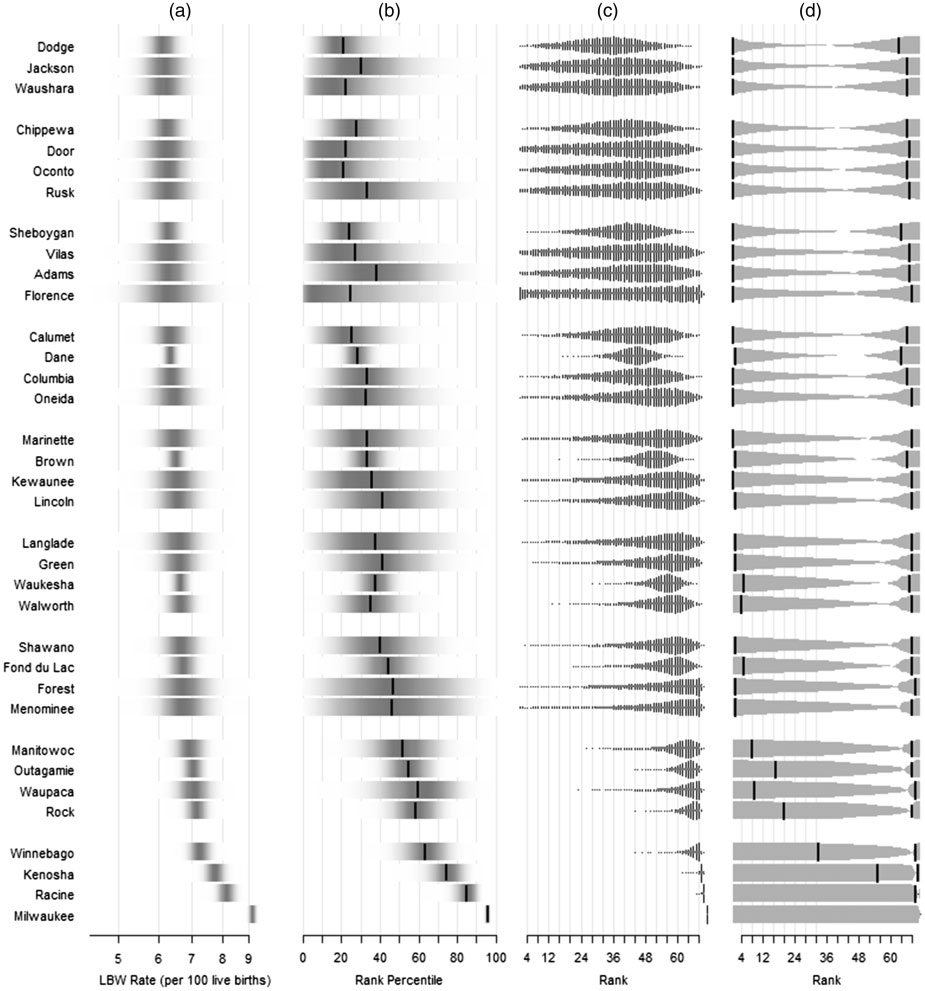 (a) (b) (c) (d)
Dodge
Jackson
Waushara
Chippewa
Door
Oconto
Rusk
Sheboygan
Vilas
Adams
Florence
Calumet
Dane
Columbia
Oneida
Marinette
Brown
Kewaunee
Lincoln
Langlade
Green
Waukesha
Walworth
Shawano
Fond du Lac
Forest
Menominee
Manitowoc
Outagamie
Waupaca
Rock
Winnebago
Kenosha
Racine
Milwaukee
5 6 7 8 9 0 20 40 60 80 100 4 12 24 36 48 60 4 12 24 36 48 60
LBW Rate (per 100 live births) Rank Percentile Rank Rank